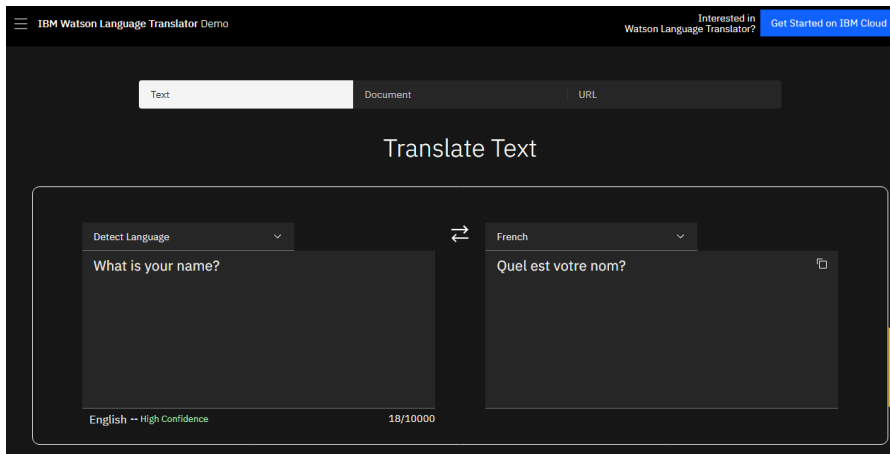 IBM Watson Language Translator Demo
Interested in
Watson Language Translator?
Get Started on IBM Cloud
Text
Document
URL
Translate Text
Detect Language
French
What is your name?
Quel est votre nom?
English -- High Confidence
18/10000